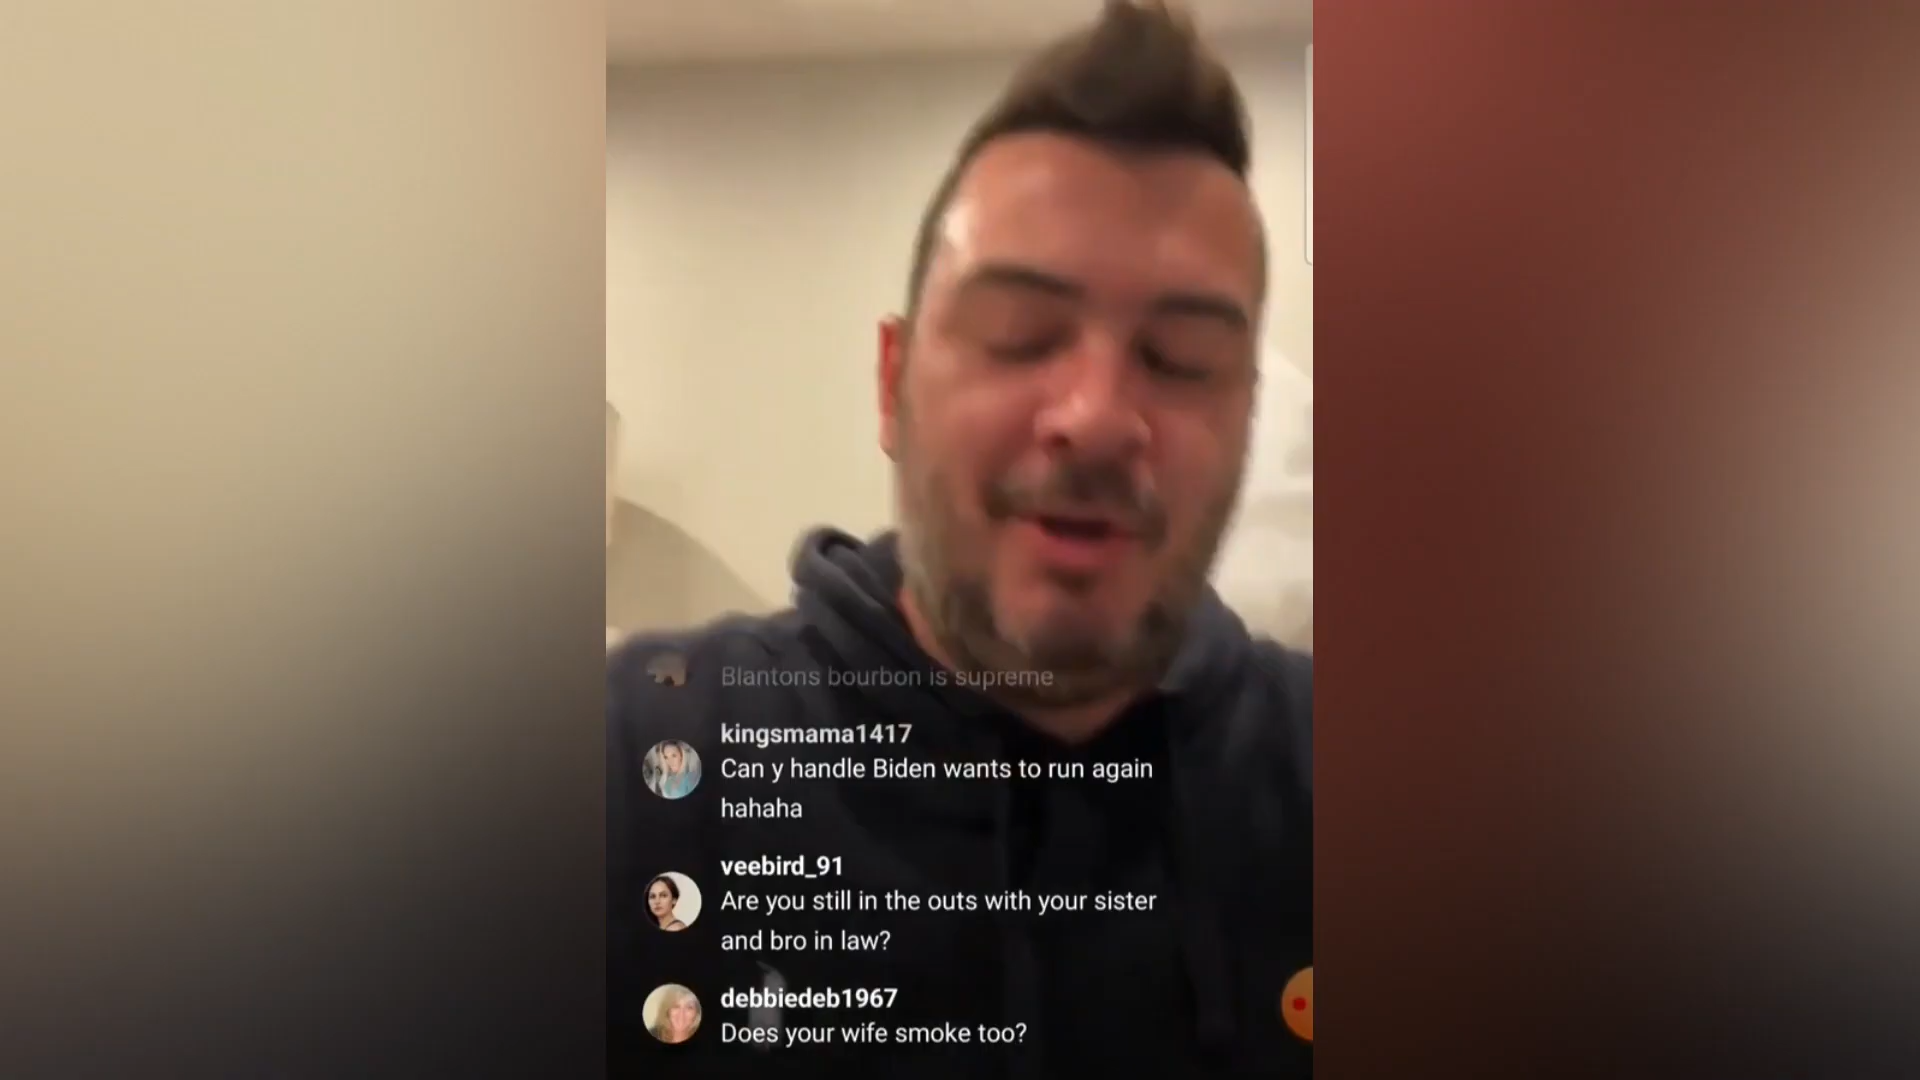 Blantons bourbon is supreme
kingsmama1417
Can y handle Biden wants to run again
hahaha
veebird_91
Are you still in the outs with your sister
and bro in law?
debbiedeb1967
Does your wife smoke too?